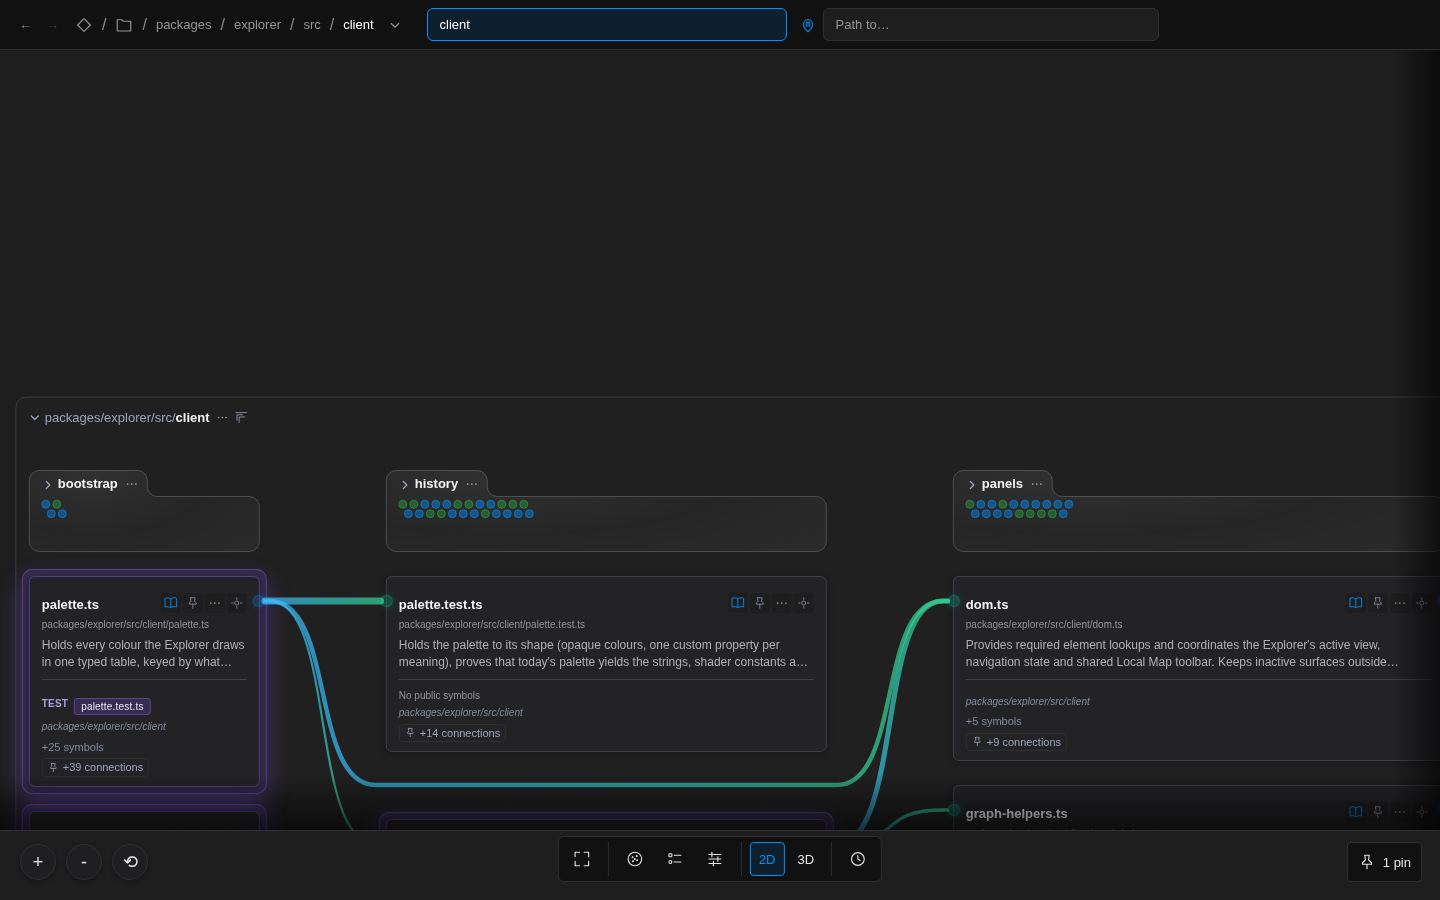 ← → / / packages / explorer / src / client
client
Path to…
packages/explorer/src/client ···
bootstrap ···
history ···
panels ···
palette.ts
packages/explorer/src/client/palette.ts
Holds every colour the Explorer draws
in one typed table, keyed by what…
TEST palette.test.ts
packages/explorer/src/client
+25 symbols
+39 connections
palette.test.ts
packages/explorer/src/client/palette.test.ts
Holds the palette to its shape (opaque colours, one custom property per
meaning), proves that today's palette yields the strings, shader constants a…
No public symbols
packages/explorer/src/client
+14 connections
dom.ts
packages/explorer/src/client/dom.ts
Provides required element lookups and coordinates the Explorer's active view,
navigation state and shared Local Map toolbar. Keeps inactive surfaces outside…
packages/explorer/src/client
+5 symbols
+9 connections
graph-helpers.ts
+ -
2D 3D
1 pin